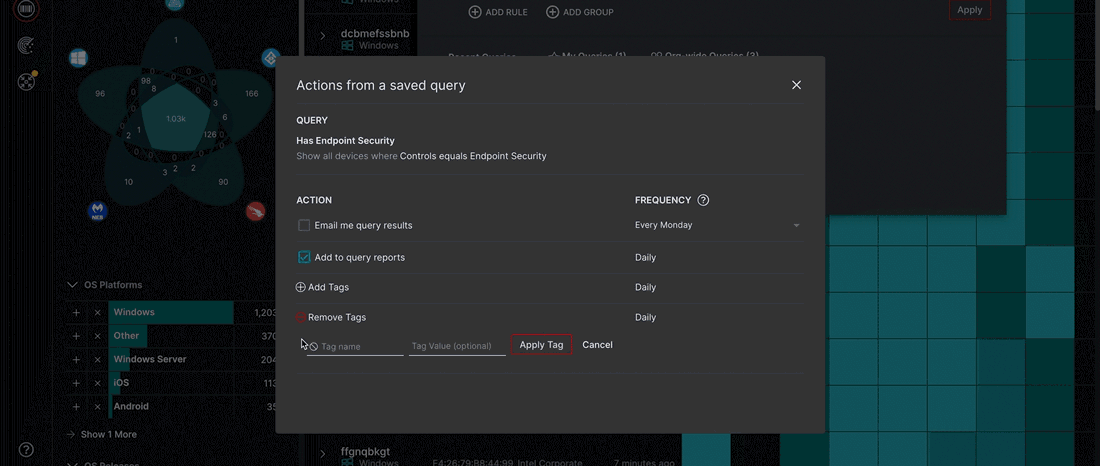 Windows
ADD RULE
ADD GROUP
Apply
dcbmefssbnb
Windows
Recent Queries
My Queries (1)
Org-wide Queries (3)
1
96
98
8
0
0
0
3
166
6
1.03k
126
2
1
0
3
2
2
10
90
NEB
Actions from a saved query
QUERY
Has Endpoint Security
Show all devices where Controls equals Endpoint Security
ACTION
FREQUENCY ?
Email me query results
Every Monday
Add to query reports
Daily
Add Tags
Daily
Remove Tags
Daily
Tag name
Tag Value (optional)
Apply Tag
Cancel
OS Platforms
Windows
1,203
Other
370
Windows Server
204
iOS
113
Android
35
Show 1 More
OS Releases
?
ffgnqbkgt
Windows
F4:26:79:B8:44:99, Intel Corporate
7 minutes ago